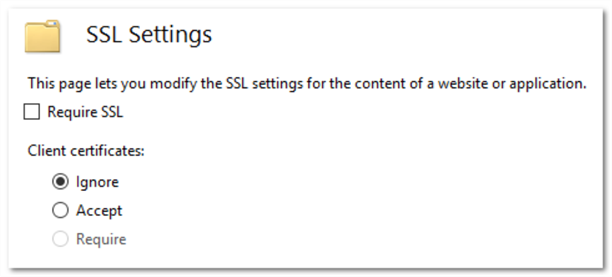 SSL Settings
This page lets you modify the SSL settings for the content of a website or application.
Require SSL
Client certificates:
Ignore
Accept
Require